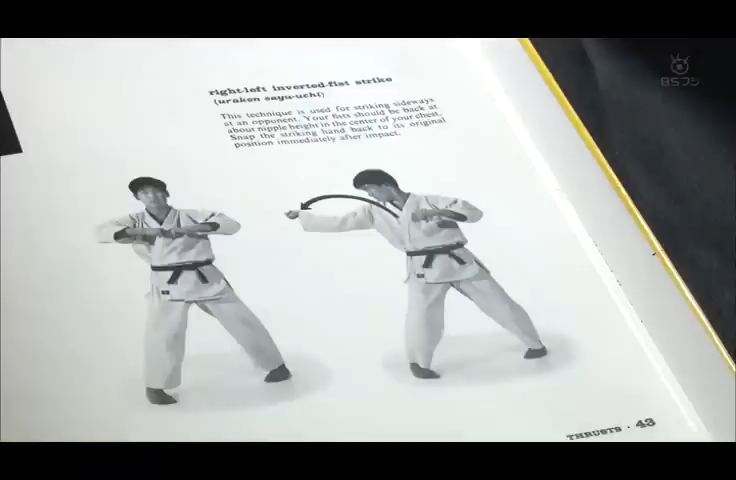 BSフジ
right-left inverted-fist strike
(uraken sayu-uchi)
This technique is used for striking sideways
at an opponent. Your fists should be back at
about nipple height in the center of your chest.
Snap the striking hand back to its original
position immediately after impact.
THRUSTS · 43